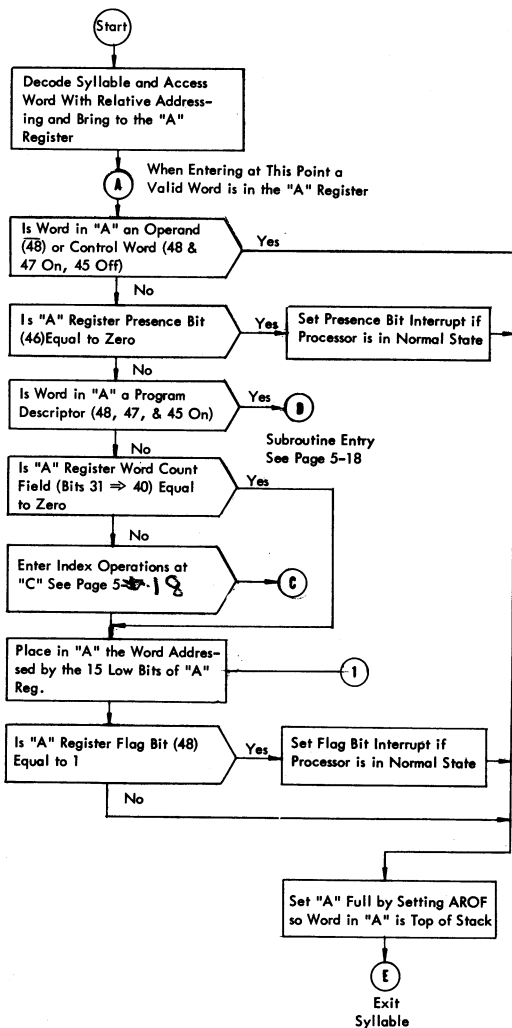 Start
Decode Syllable and Access
Word With Relative Address-
ing and Bring to the "A"
Register
A
When Entering at This Point a
Valid Word is in the "A" Register
Is Word in "A" an Operand
(4̅8̅) or Control Word (48 &
47 On, 45 Off)
Yes
No
Is "A" Register Presence Bit
(46)Equal to Zero
Yes
Set Presence Bit Interrupt if
Processor is in Normal State
No
Is Word in "A" a Program
Descriptor (48, 47, & 45 On)
Yes
D
Subroutine Entry
See Page 5-18
No
Is "A" Register Word Count
Field (Bits 31 ⇒ 40) Equal
to Zero
Yes
No
Enter Index Operations at
"C" See Page 5-18
C
Place in "A" the Word Addres-
sed by the 15 Low Bits of "A"
Reg.
1
Is "A" Register Flag Bit (48)
Equal to 1
Yes
Set Flag Bit Interrupt if
Processor is in Normal State
No
Set "A" Full by Setting AROF
so Word in "A" is Top of Stack
E
Exit
Syllable